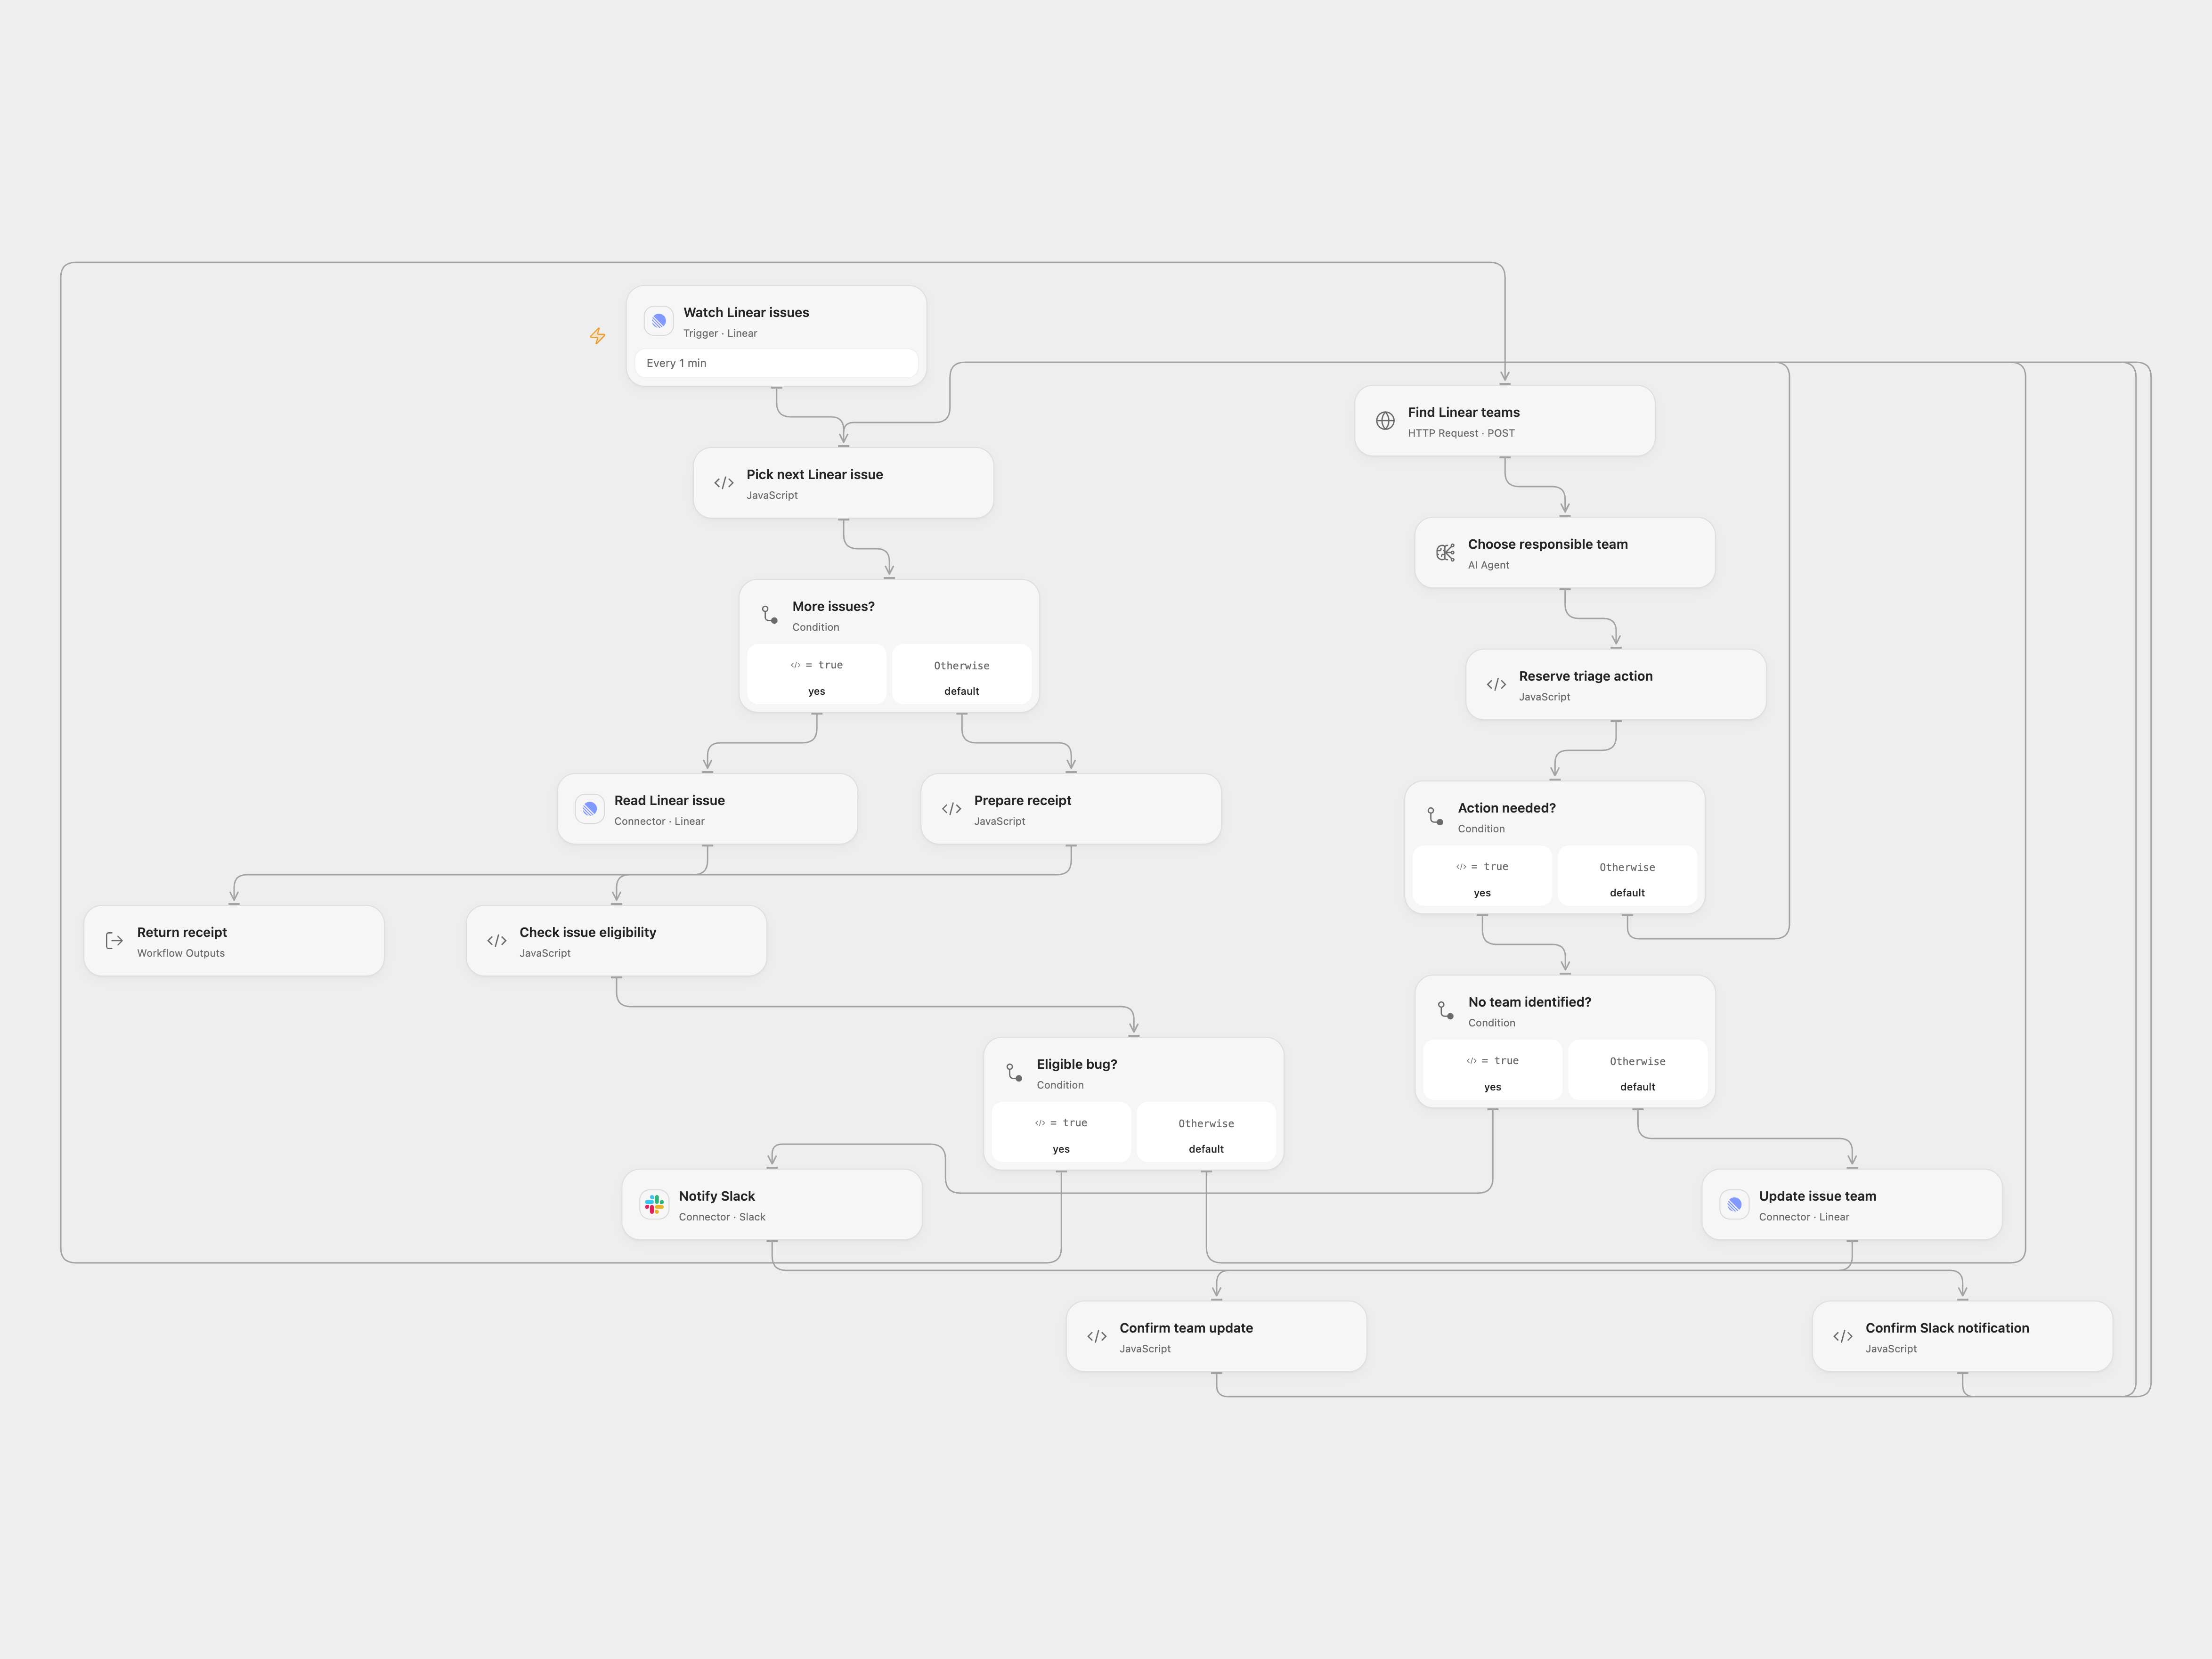 Watch Linear issues
Trigger · Linear
Every 1 min
Find Linear teams
HTTP Request · POST
Pick next Linear issue
JavaScript
Choose responsible team
AI Agent
More issues?
Condition
</> = true
yes
Otherwise
default
Reserve triage action
JavaScript
Read Linear issue
Connector · Linear
Prepare receipt
JavaScript
Action needed?
Condition
</> = true
yes
Otherwise
default
Return receipt
Workflow Outputs
Check issue eligibility
JavaScript
No team identified?
Condition
</> = true
yes
Otherwise
default
Eligible bug?
Condition
</> = true
yes
Otherwise
default
Notify Slack
Connector · Slack
Update issue team
Connector · Linear
Confirm team update
JavaScript
Confirm Slack notification
JavaScript